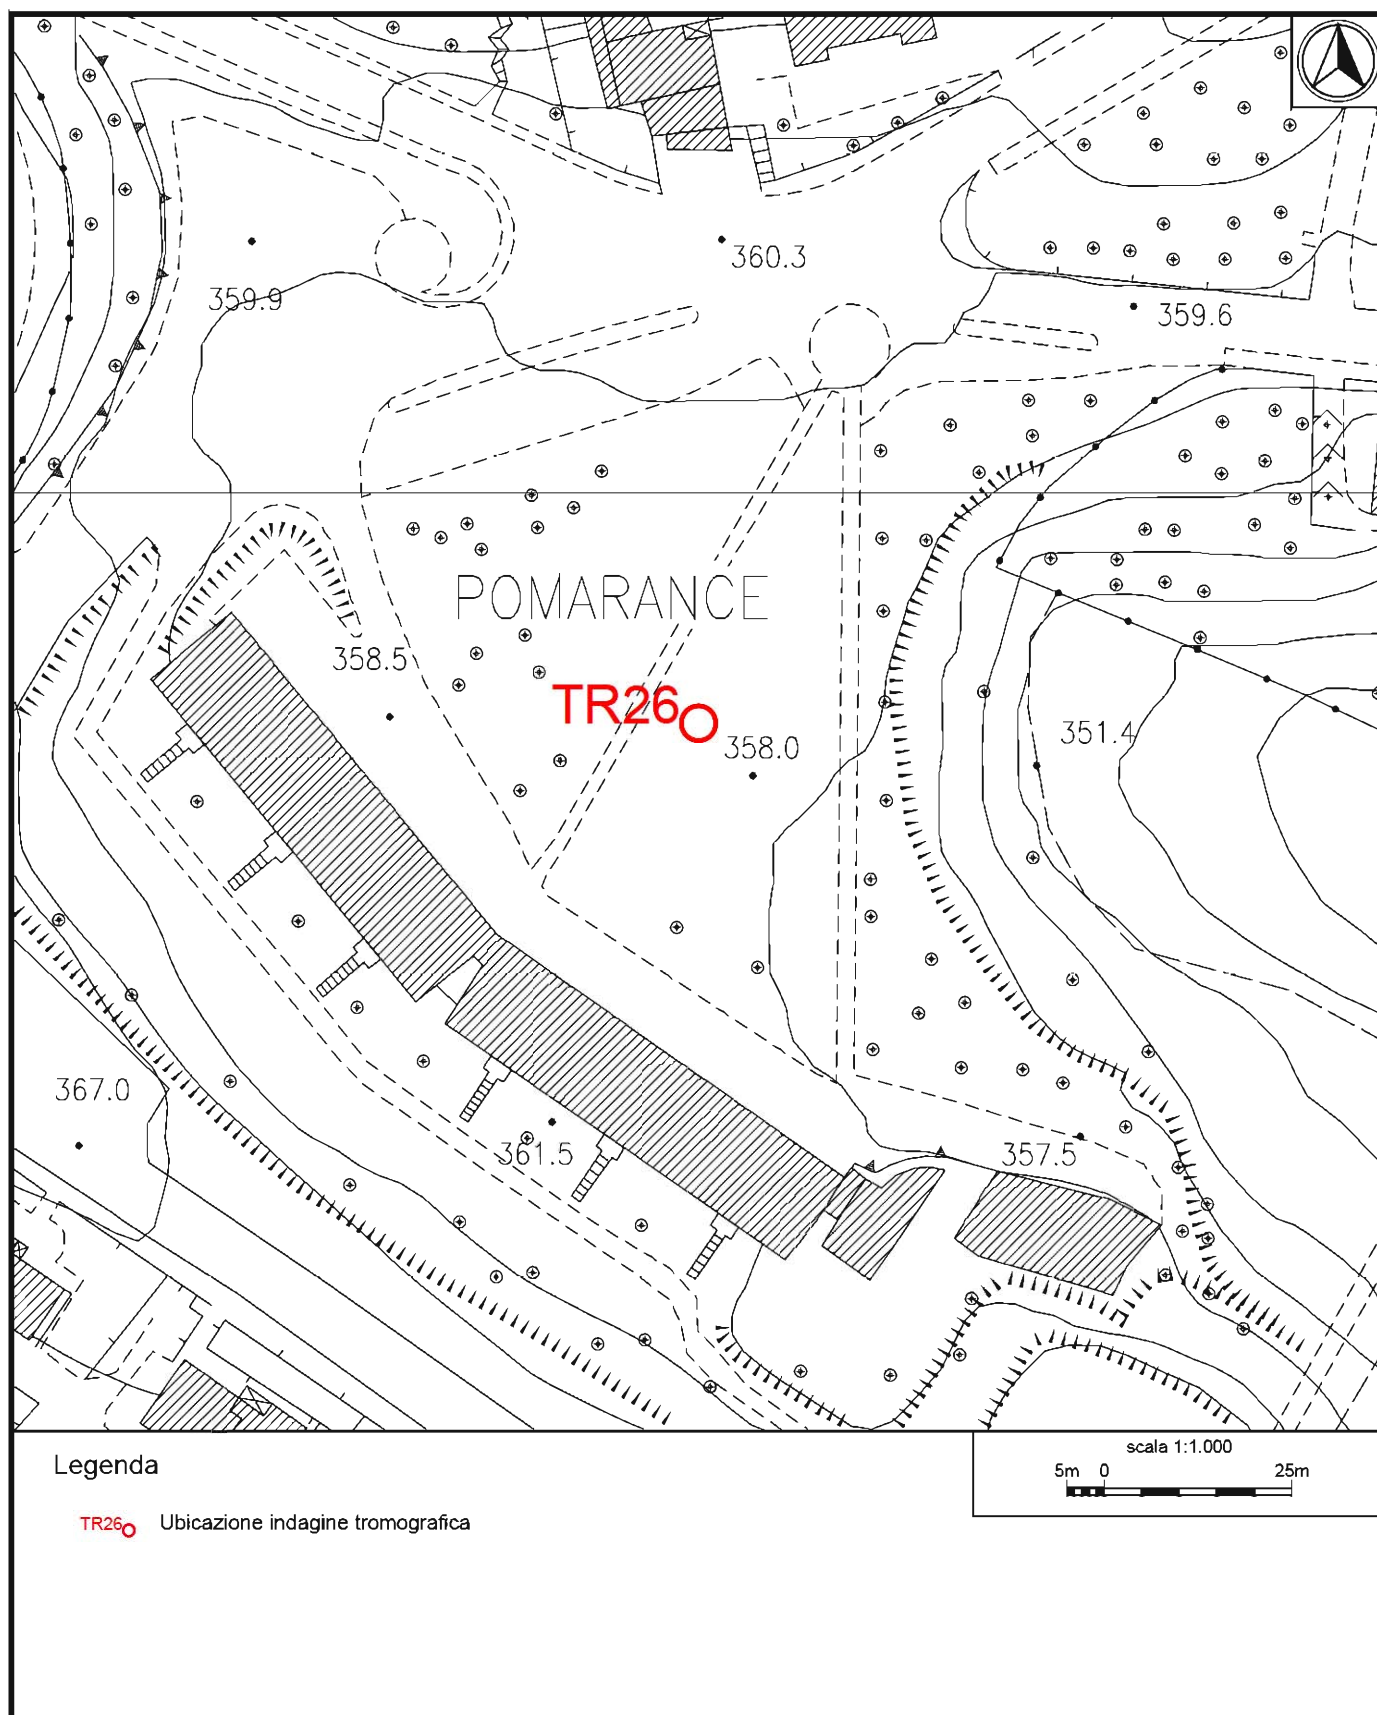 360.3
359.9
359.6
POMARANCE
358.5
TR26
358.0
351.4
367.0
361.5
357.5
Legenda
TR26 Ubicazione indagine tromografica
scala 1:1.000
5m 0 25m